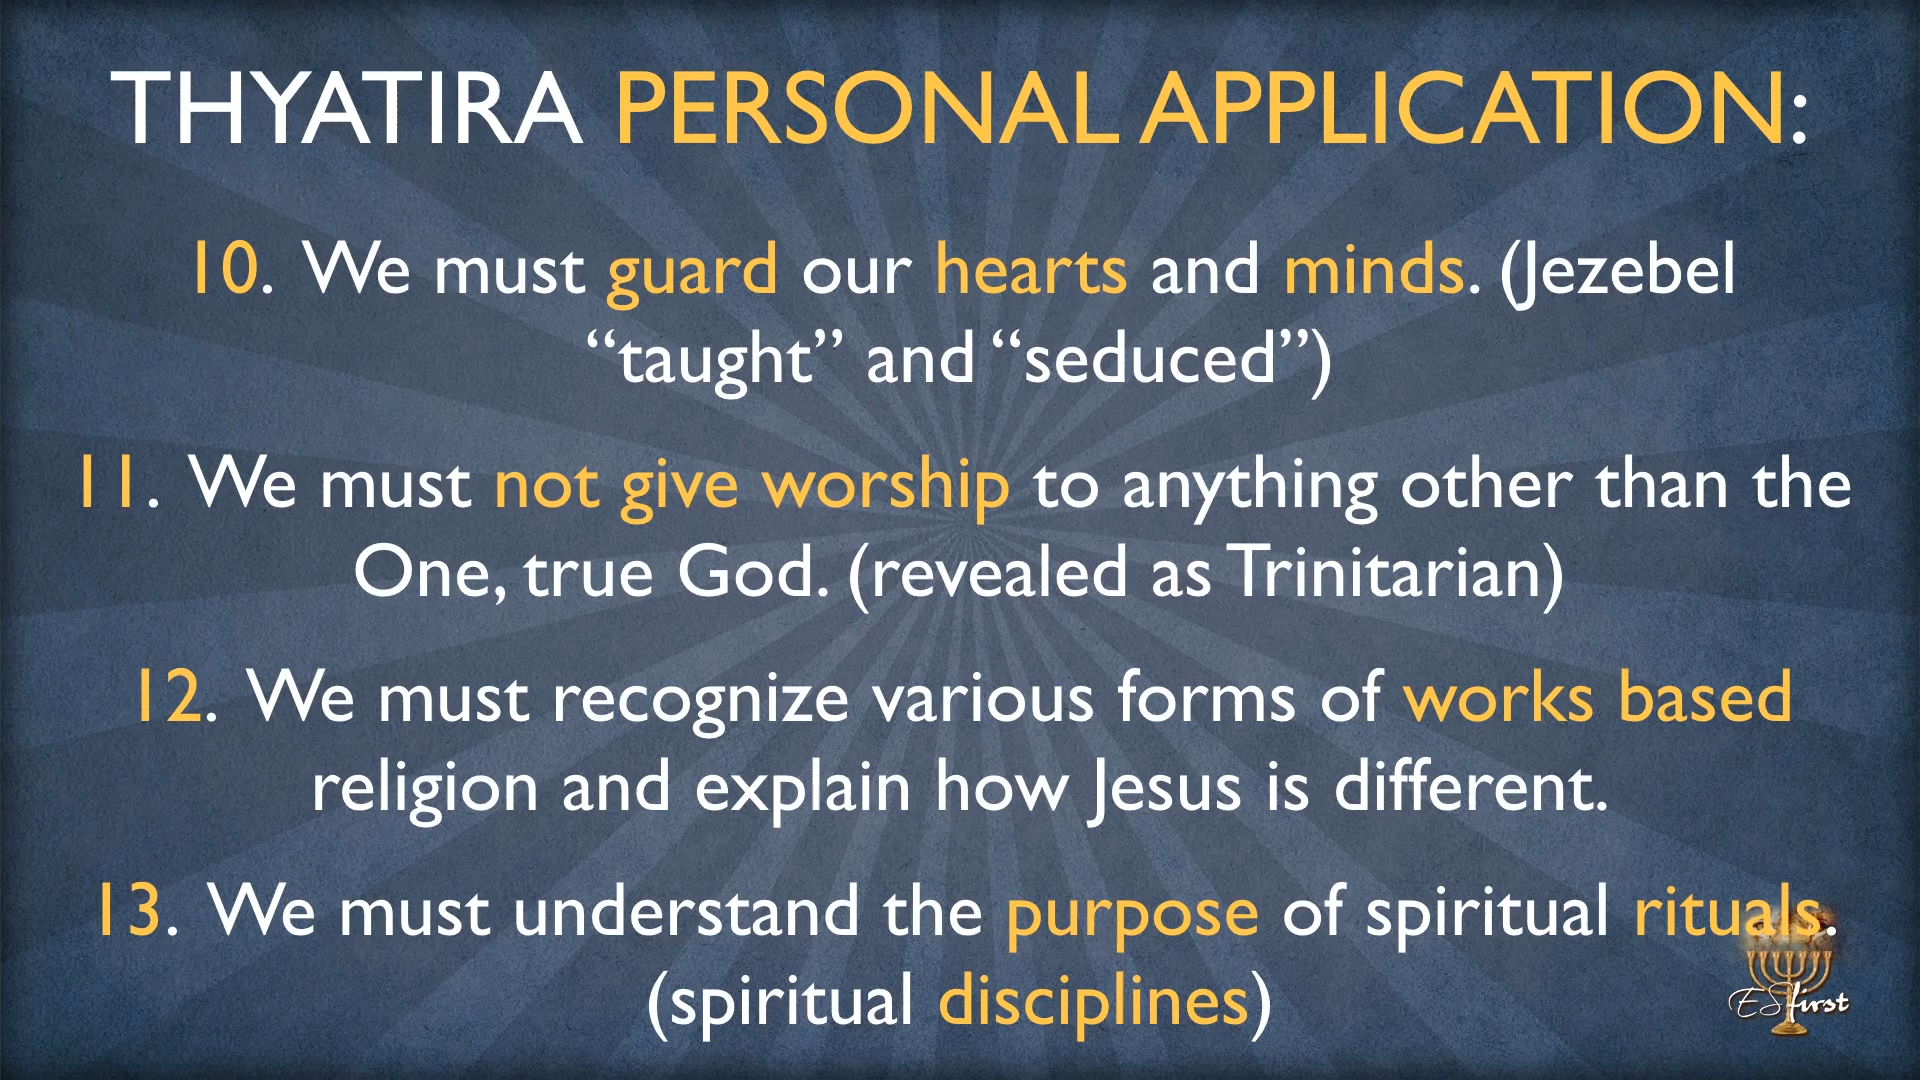 THYATIRA PERSONAL APPLICATION:
10. We must guard our hearts and minds. (Jezebel
“taught” and “seduced”)
11. We must not give worship to anything other than the
One, true God. (revealed as Trinitarian)
12. We must recognize various forms of works based
religion and explain how Jesus is different.
13. We must understand the purpose of spiritual rituals.
(spiritual disciplines)
ESfirst